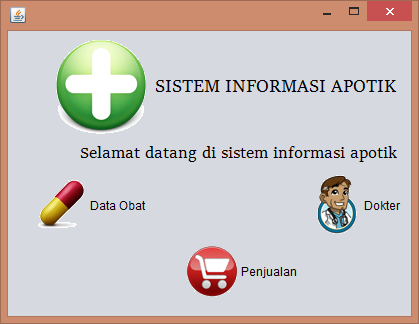 SISTEM INFORMASI APOTIK
Selamat datang di sistem informasi apotik
Data Obat
Dokter
Penjualan